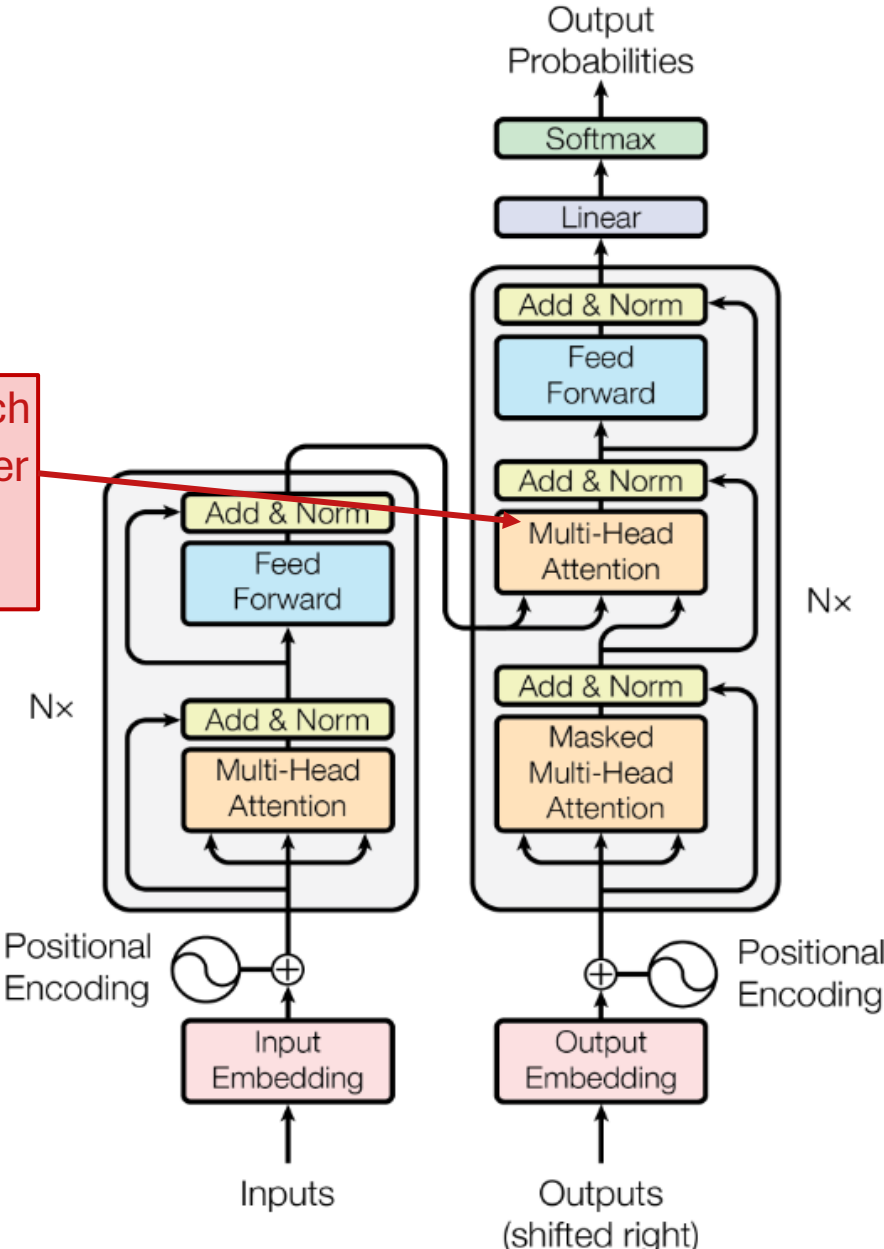 Output
Probabilities
Softmax
Linear
Add & Norm
Feed
Forward
Add & Norm
Multi-Head
Attention
Nx
Add & Norm
Masked
Multi-Head
Attention
Add & Norm
Feed
Forward
Nx
Add & Norm
Multi-Head
Attention
Positional
Encoding
Positional
Encoding
Input
Embedding
Output
Embedding
Inputs
Outputs
(shifted right)